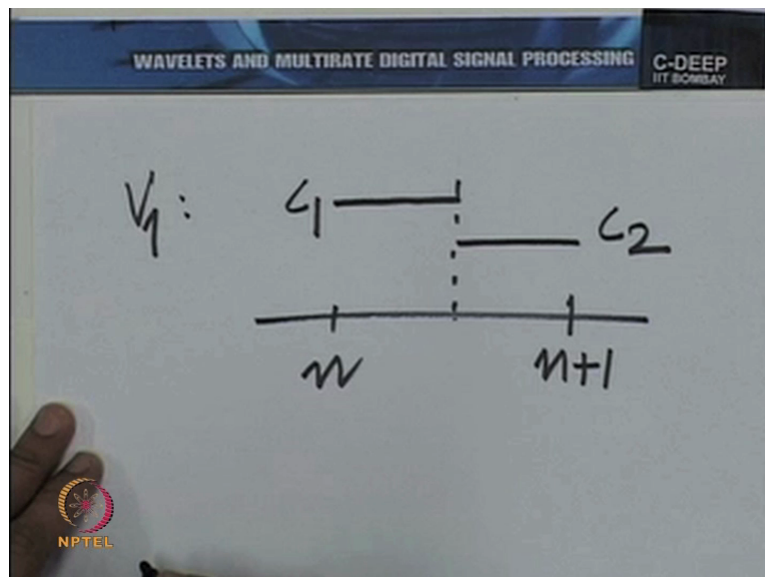 WAVELETS AND MULTIRATE DIGITAL SIGNAL PROCESSING
C-DEEP
IIT BOMBAY
V1: C1 C2
n n+1
NPTEL